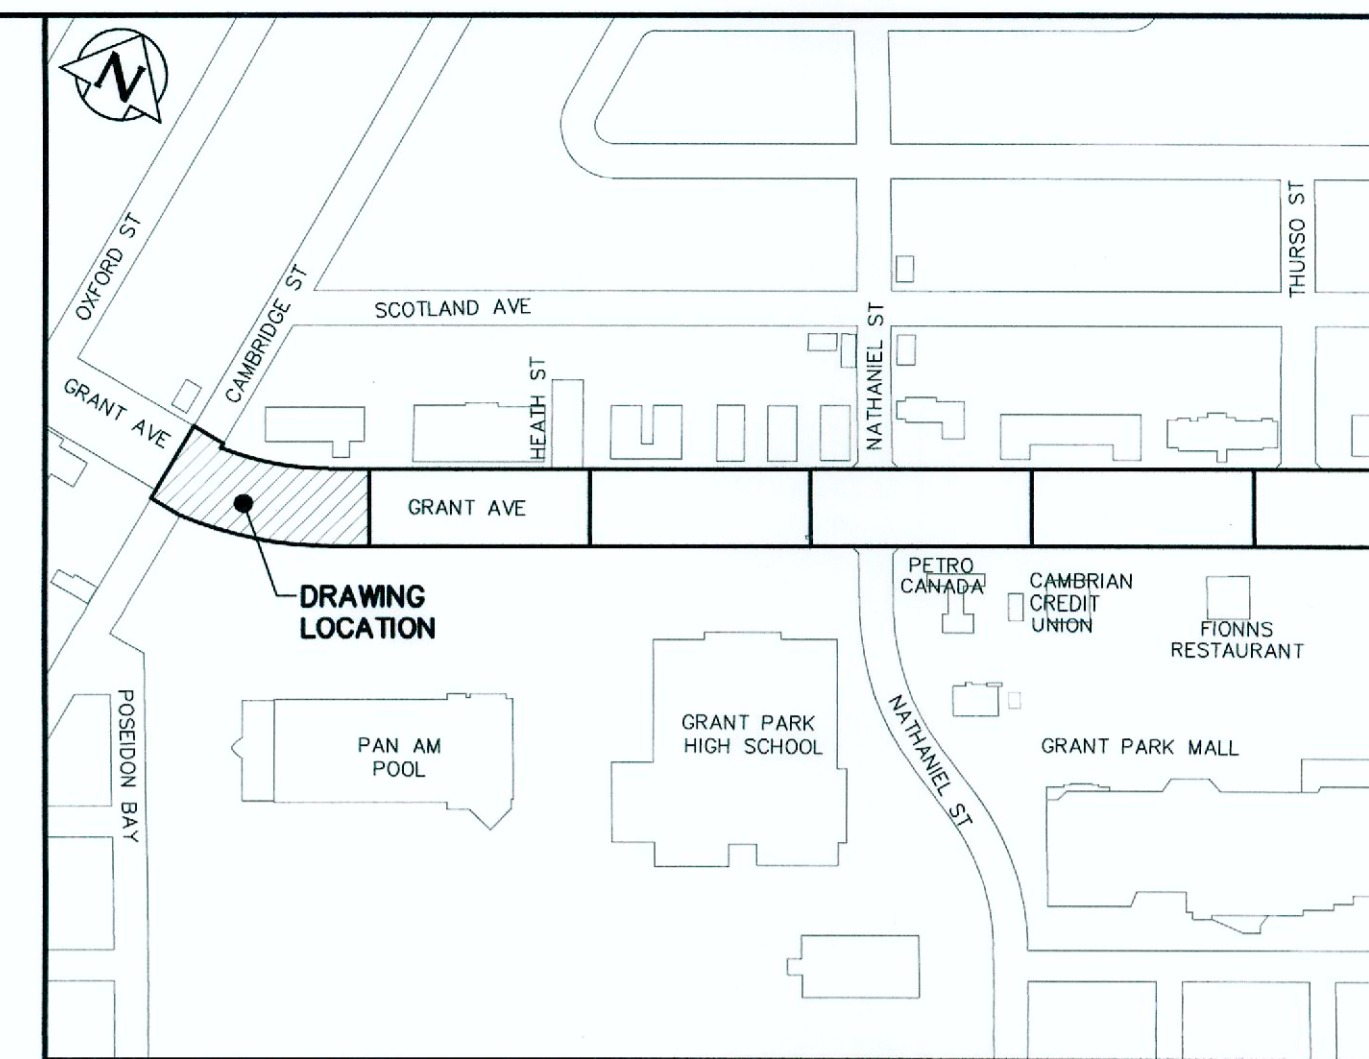 N
OXFORD ST
CAMBRIDGE ST
THURSO ST
SCOTLAND AVE
NATHANIEL ST
HEATH ST
GRANT AVE
GRANT AVE
DRAWING
LOCATION
PETRO
CANADA
CAMBRIAN
CREDIT
UNION
FIONNS
RESTAURANT
POSEIDON BAY
PAN AM
POOL
GRANT PARK
HIGH SCHOOL
NATHANIEL ST
GRANT PARK MALL